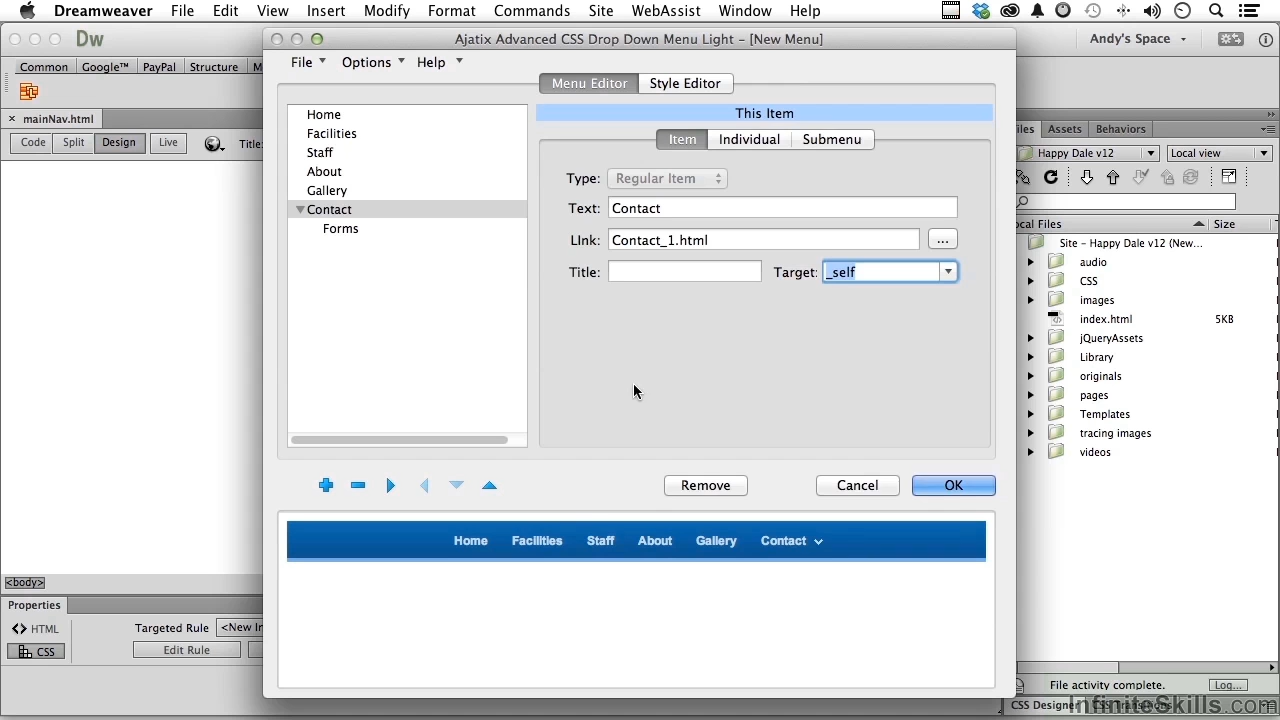 Dreamweaver File Edit View Insert Modify Format Commands Site WebAssist Window Help
Dw
Andy's Space
Ajatix Advanced CSS Drop Down Menu Light - [New Menu]
Common Google™ PayPal Structure M
File Options Help
Menu Editor Style Editor
mainNav.html
Code Split Design Live Title:
Home
Facilities
Staff
About
Gallery
Contact
Forms
This Item
Item Individual Submenu
Type: Regular Item
Text: Contact
LInk: Contact_1.html ...
Title: Target: _self
Remove Cancel OK
Home Facilities Staff About Gallery Contact
<body>
Properties
HTML
CSS
Targeted Rule <New In
Edit Rule
iles Assets Behaviors
Happy Dale v12 Local view
ocal Files Size
Site - Happy Dale v12 (New...
audio
CSS
images
index.html 5KB
jQueryAssets
Library
originals
pages
Templates
tracing images
videos
File activity complete. Log...
CSS Designer CSS Transitions
InfiniteSkills.com